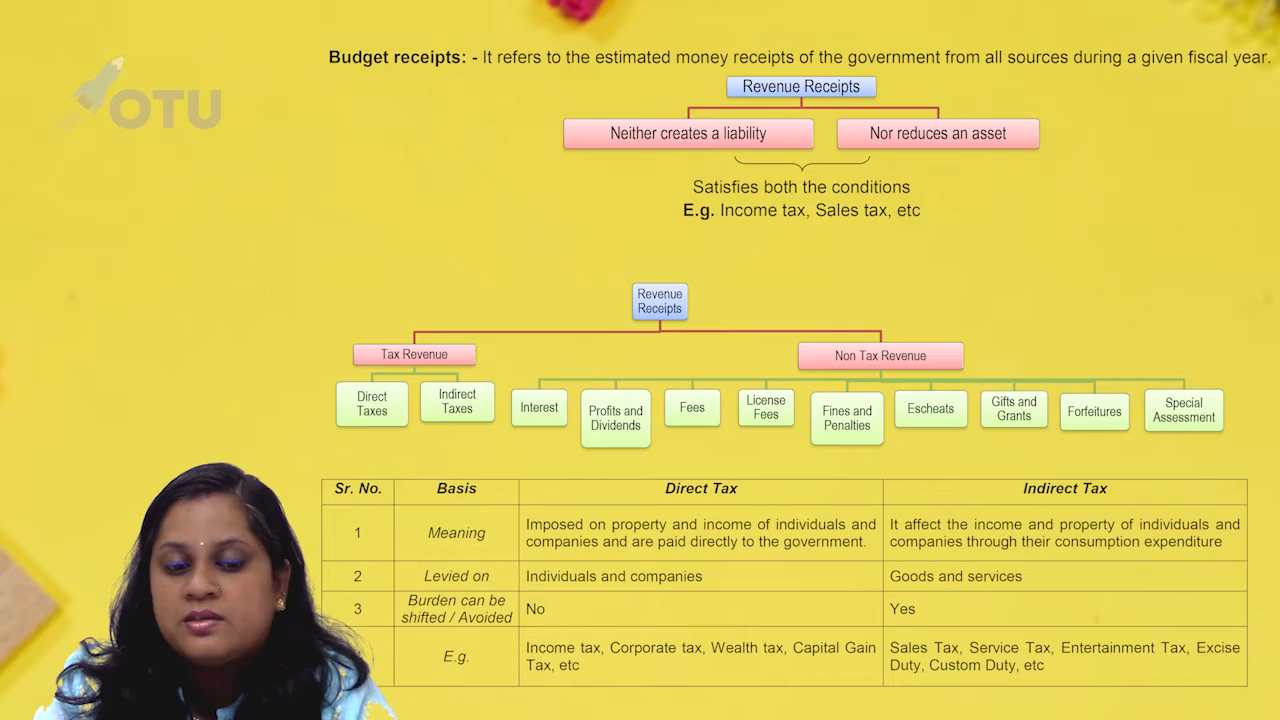 Budget receipts: - It refers to the estimated money receipts of the government from all sources during a given fiscal year.
OTU
Revenue Receipts
Neither creates a liability
Nor reduces an asset
Satisfies both the conditions
E.g. Income tax, Sales tax, etc
Revenue
Receipts
Tax Revenue
Non Tax Revenue
Direct
Taxes
Indirect
Taxes
Interest
Profits and
Dividends
Fees
License
Fees
Fines and
Penalties
Escheats
Gifts and
Grants
Forfeitures
Special
Assessment
Sr. No. Basis Direct Tax Indirect Tax
1 Meaning
Imposed on property and income of individuals and
companies and are paid directly to the government.
It affect the income and property of individuals and
companies through their consumption expenditure
2 Levied on Individuals and companies Goods and services
3
Burden can be
shifted / Avoided
No
Yes
E.g.
Income tax, Corporate tax, Wealth tax, Capital Gain
Tax, etc
Sales Tax, Service Tax, Entertainment Tax, Excise
Duty, Custom Duty, etc